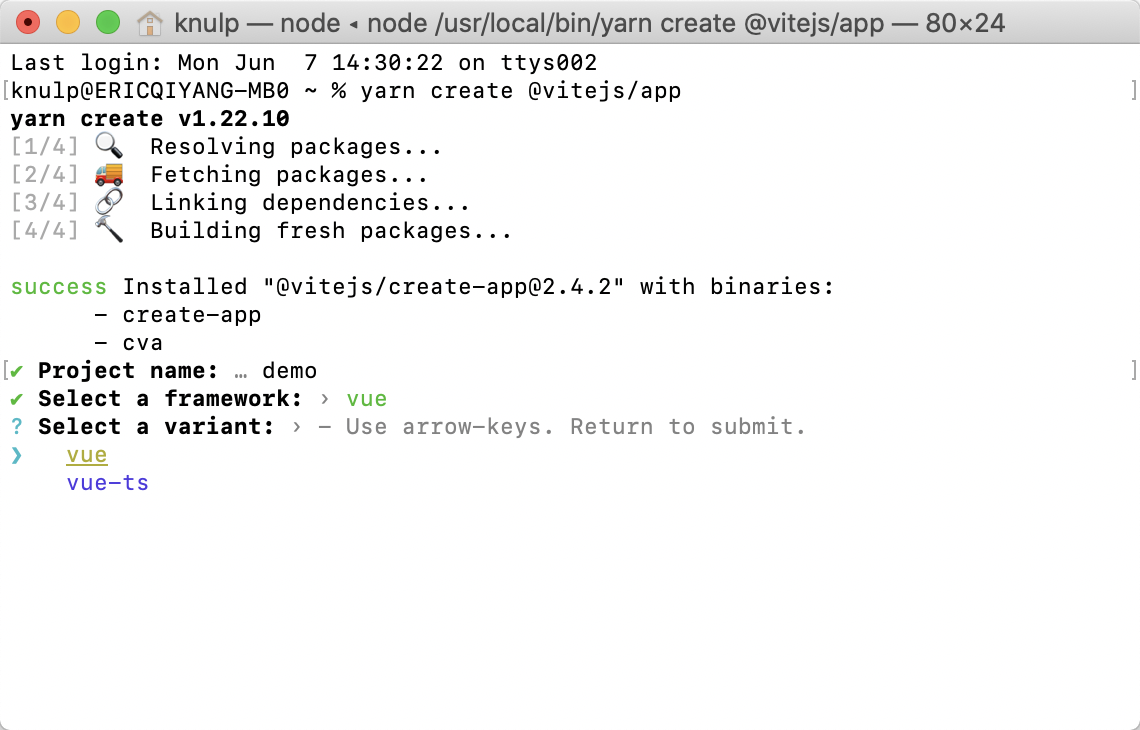 knulp — node ◂ node /usr/local/bin/yarn create @vitejs/app — 80×24
Last login: Mon Jun  7 14:30:22 on ttys002
[knulp@ERICQIYANG-MB0 ~ % yarn create @vitejs/app ]
yarn create v1.22.10
[1/4] 🔍  Resolving packages...
[2/4] 🚚  Fetching packages...
[3/4] 🔗  Linking dependencies...
[4/4] 🔨  Building fresh packages...
success Installed "@vitejs/create-app@2.4.2" with binaries:
      - create-app
      - cva
[✔ Project name: … demo ]
✔ Select a framework: › vue
? Select a variant: › - Use arrow-keys. Return to submit.
❯   vue
    vue-ts